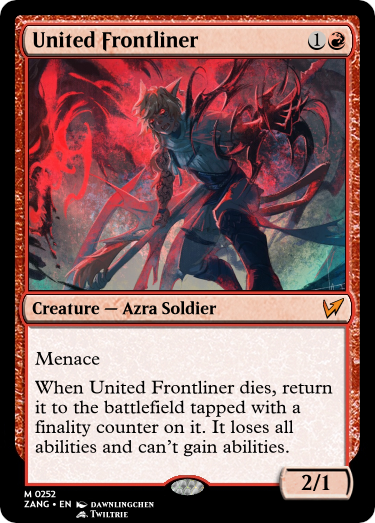 United Frontliner 1
Creature — Azra Soldier
Menace
When United Frontliner dies, return
it to the battlefield tapped with a
finality counter on it. It loses all
abilities and can't gain abilities.
2/1
M 0252
ZANG • EN DAWNLINGCHEN
TWILTRIE